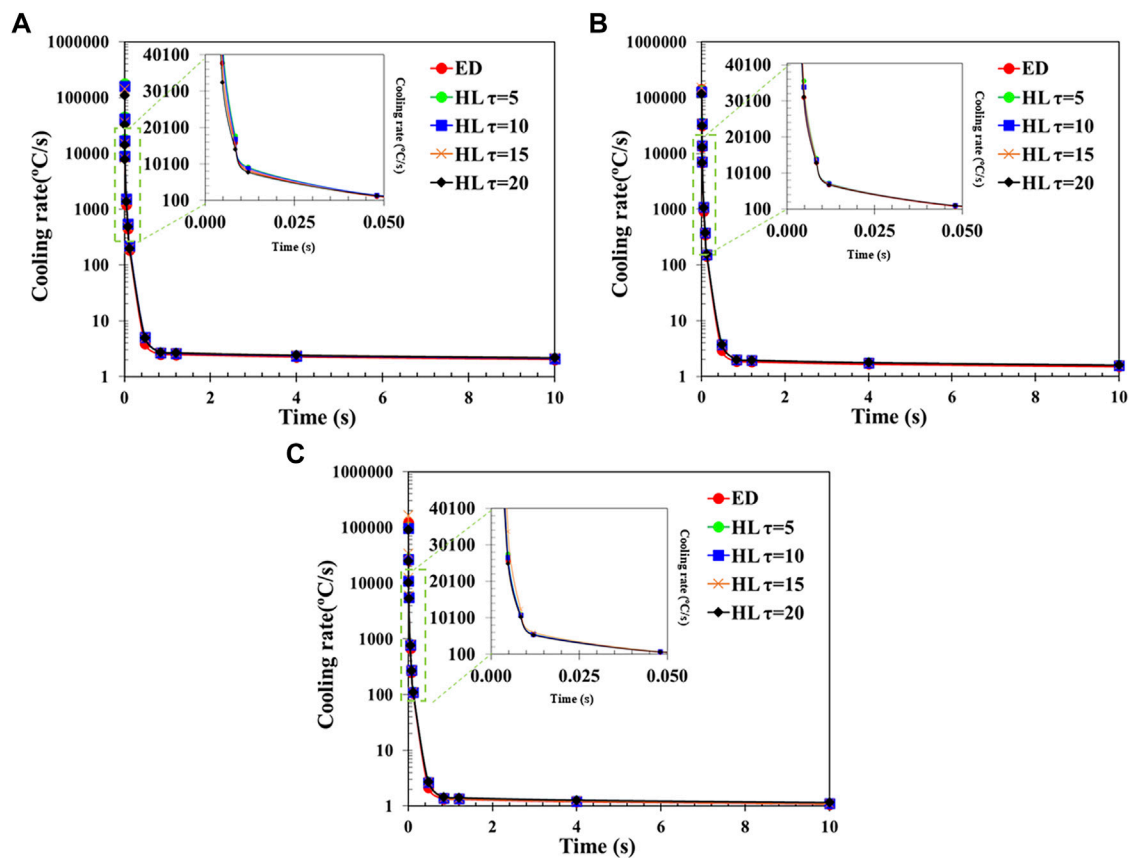 A
1000000
100000
10000
1000
100
10
1
Cooling rate(°C/s)
0
2
4
6
8
10
Time (s)
40100
30100
20100
10100
100
0.000
0.025
0.050
Time (s)
Cooling rate (°C/s)
ED
HL τ=5
HL τ=10
HL τ=15
HL τ=20
B
1000000
100000
10000
1000
100
10
1
Cooling rate(°C/s)
0
2
4
6
8
10
Time (s)
40100
30100
20100
10100
100
0.000
0.025
0.050
Time (s)
Cooling rate (°C/s)
ED
HL τ=5
HL τ=10
HL τ=15
HL τ=20
C
1000000
100000
10000
1000
100
10
1
Cooling rate(°C/s)
0
2
4
6
8
10
Time (s)
40100
30100
20100
10100
100
0.000
0.025
0.050
Time (s)
Cooling rate (°C/s)
ED
HL τ=5
HL τ=10
HL τ=15
HL τ=20